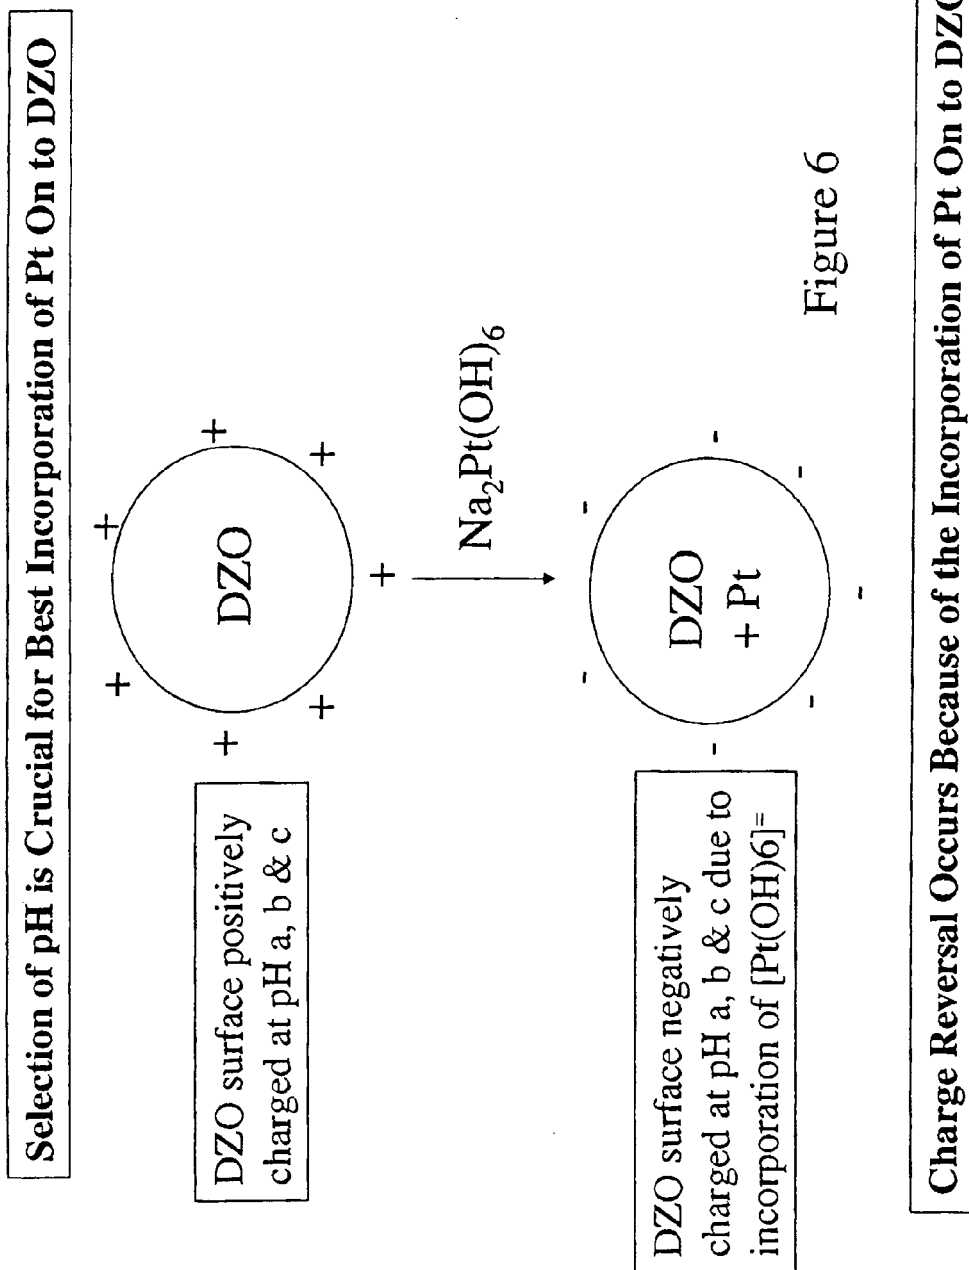 Selection of pH is Crucial for Best Incorporation of Pt On to DZO
DZO surface positively
charged at pH a, b & c
+
+
+
+
+
+
+
+
DZO
Na₂Pt(OH)₆
DZO surface negatively
charged at pH a, b & c due to
incorporation of [Pt(OH)6]⁼
-
-
-
-
-
-
-
DZO
+ Pt
Figure 6
Charge Reversal Occurs Because of the Incorporation of Pt On to DZO